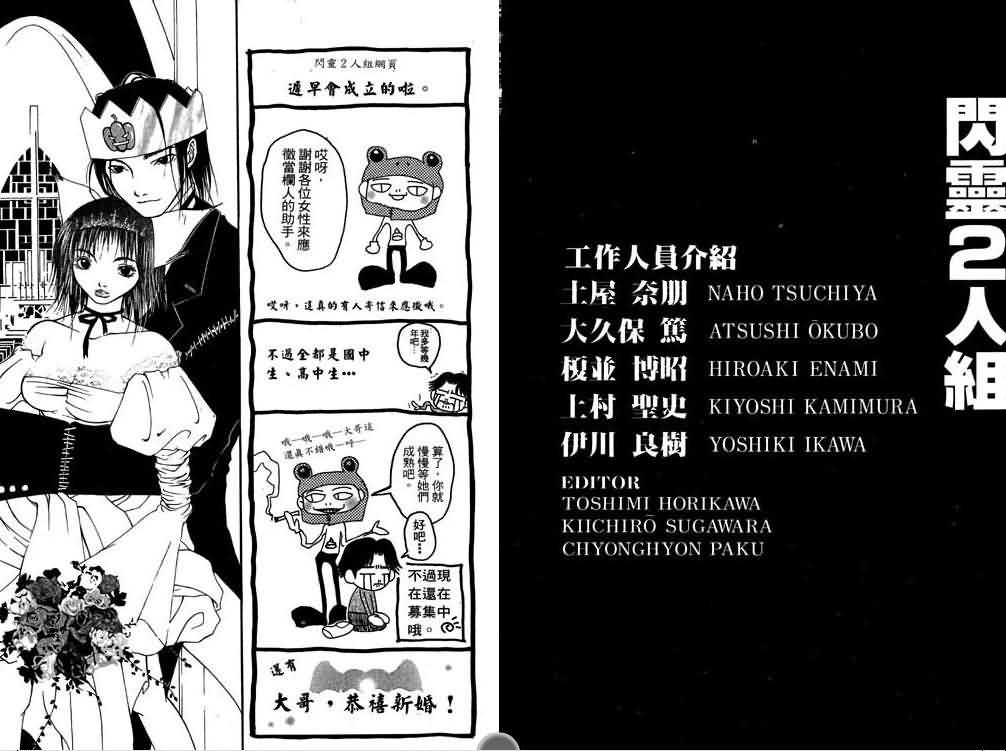 閃靈2人組
工作人員介紹
土屋 奈朋 NAHO TSUCHIYA
大久保 篤 ATSUSHI ŌKUBO
榎並 博昭 HIROAKI ENAMI
上村 聖史 KIYOSHI KAMIMURA
伊川 良樹 YOSHIKI IKAWA
EDITOR
TOSHIMI HORIKAWA
KIICHIRŌ SUGAWARA
CHYONGHYON PAKU
閃靈2人組網頁
遲早會成立的啦。
哎呀，
謝謝各位女性來應
徵當欄人的助手。
哎呀，還真的有人寄信來應徵哦。
不過全都是國中
生、高中生…
我多等幾
年吧…
哦—哦—哦—大哥這
還真不錯哦—呼—
算了，你就
慢慢等她們
成熟吧。
好吧…
不過現
在還在
募集中
哦。
還有
大哥，恭禧新婚！